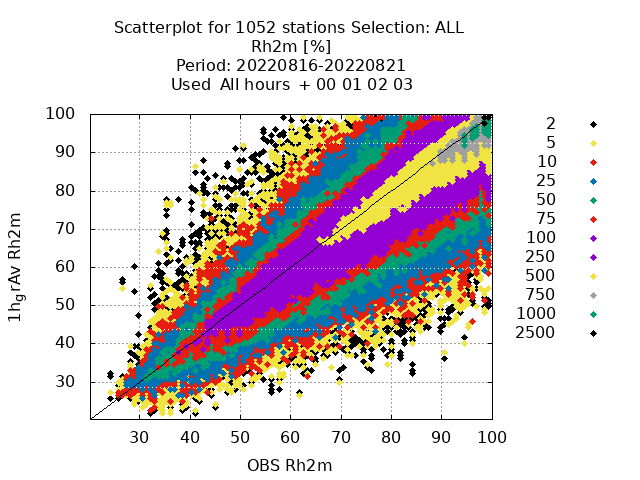 Scatterplot for 1052 stations Selection: ALL
Rh2m [%]
Period: 20220816-20220821
Used  All hours  + 00 01 02 03
1h_grAv Rh2m
100
90
80
70
60
50
40
30
30 40 50 60 70 80 90 100
OBS Rh2m
2
5
10
25
50
75
100
250
500
750
1000
2500